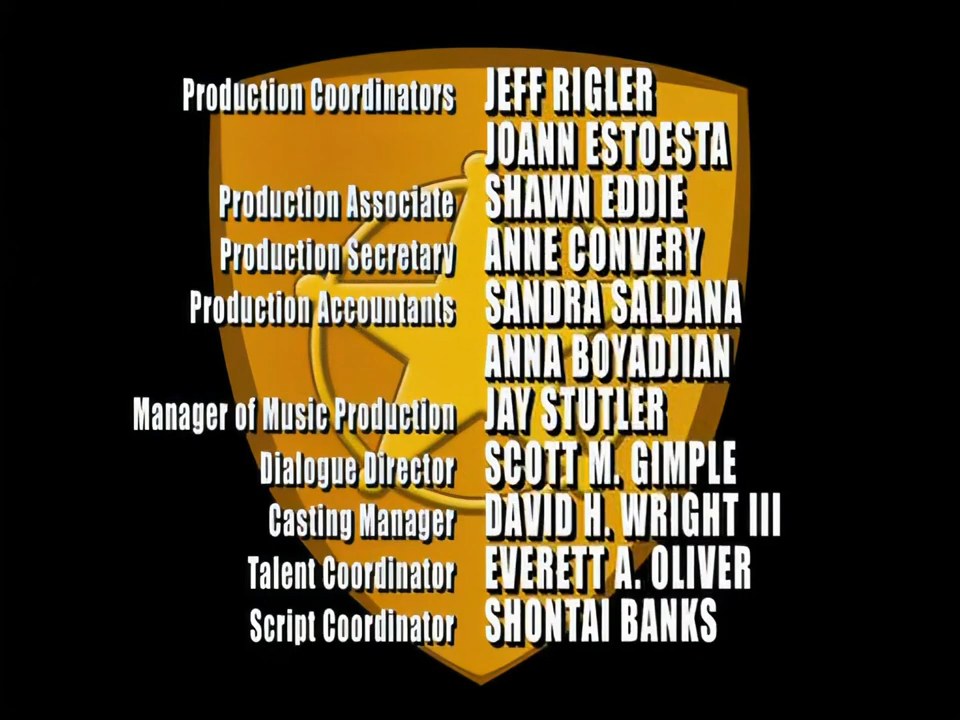 Production Coordinators JEFF RIGLER
JOANN ESTOESTA
Production Associate SHAWN EDDIE
Production Secretary ANNE CONVERY
Production Accountants SANDRA SALDANA
ANNA BOYADJIAN
Manager of Music Production JAY STUTLER
Dialogue Director SCOTT M. GIMPLE
Casting Manager DAVID H. WRIGHT III
Talent Coordinator EVERETT A. OLIVER
Script Coordinator SHONTAI BANKS